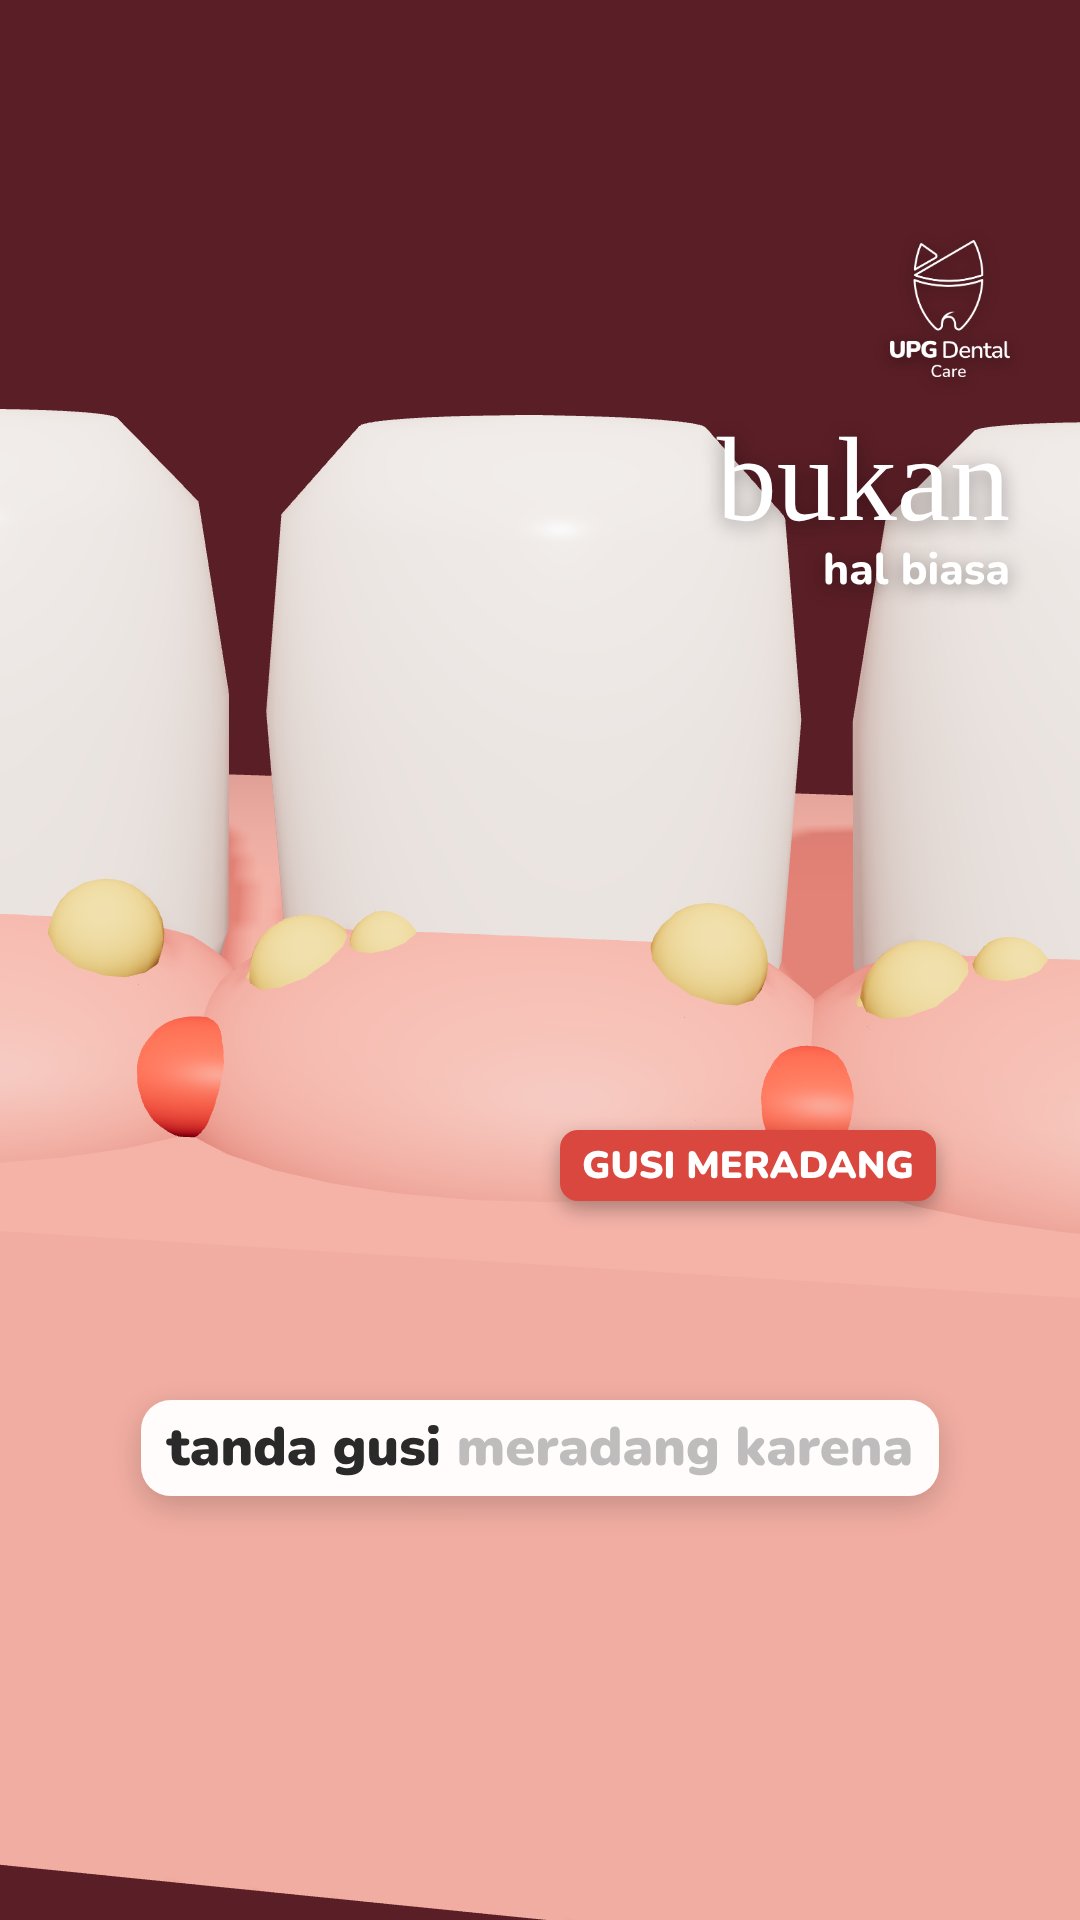 UPG Dental
Care
bukan
hal biasa
GUSI MERADANG
tanda gusi meradang karena